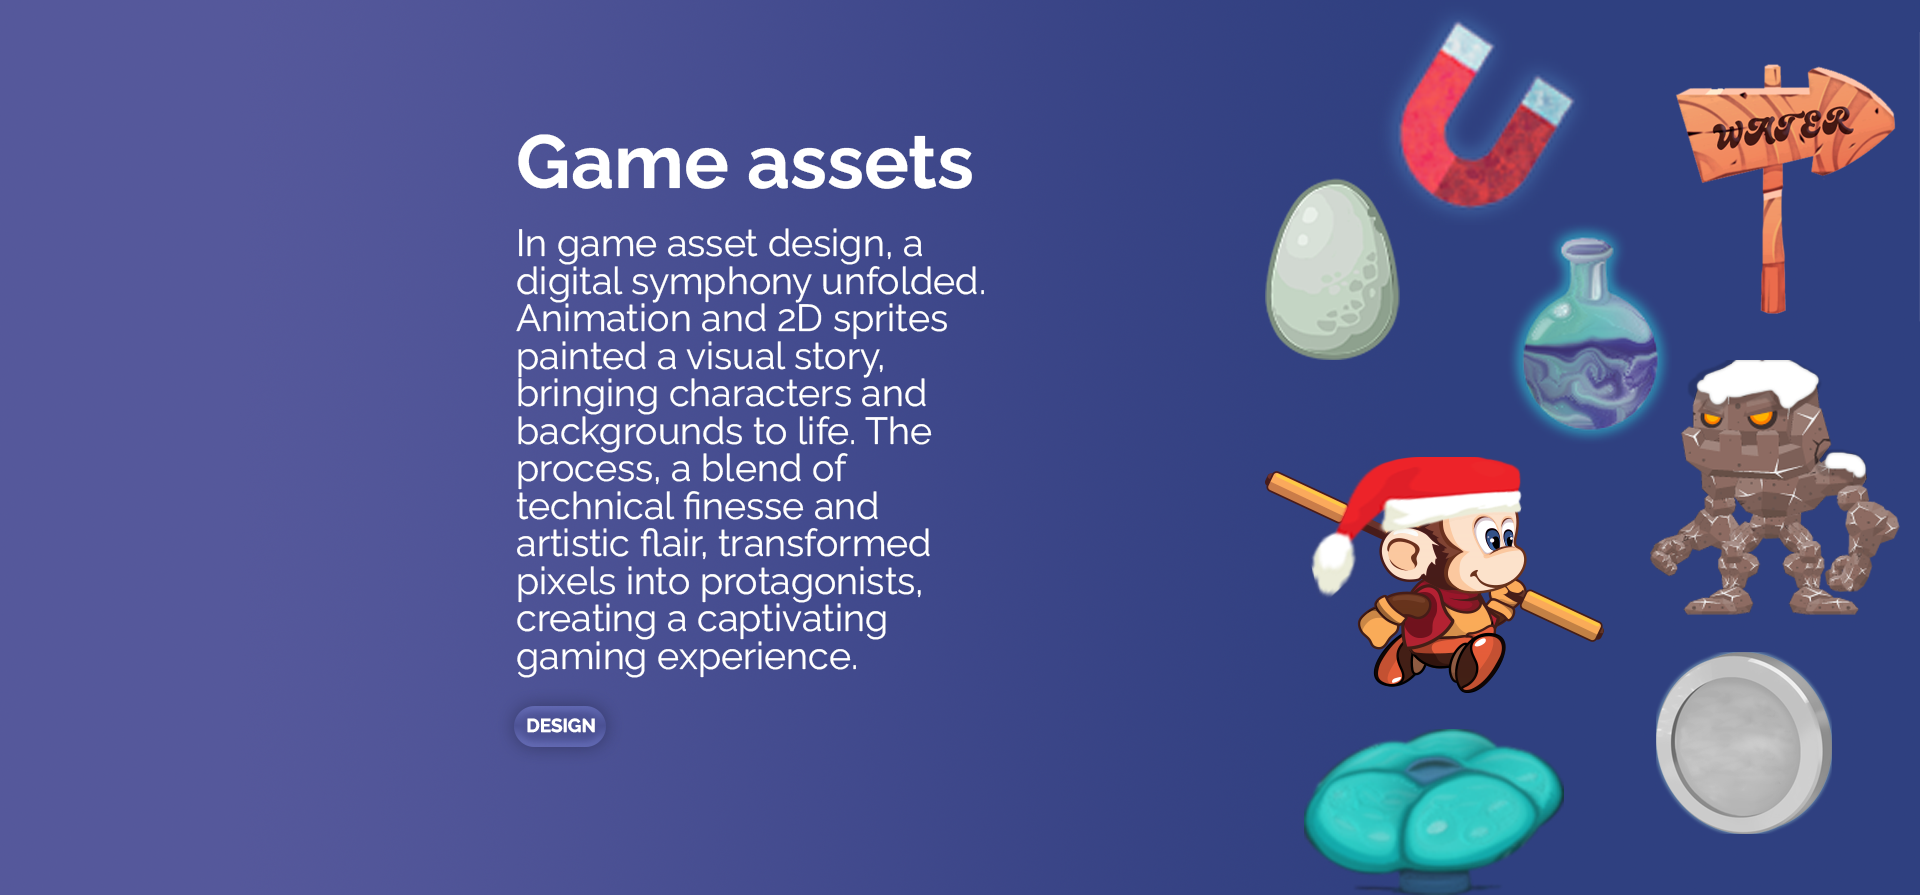 Game assets
In game asset design, a
digital symphony unfolded.
Animation and 2D sprites
painted a visual story,
bringing characters and
backgrounds to life. The
process, a blend of
technical finesse and
artistic flair, transformed
pixels into protagonists,
creating a captivating
gaming experience.
DESIGN
WATER